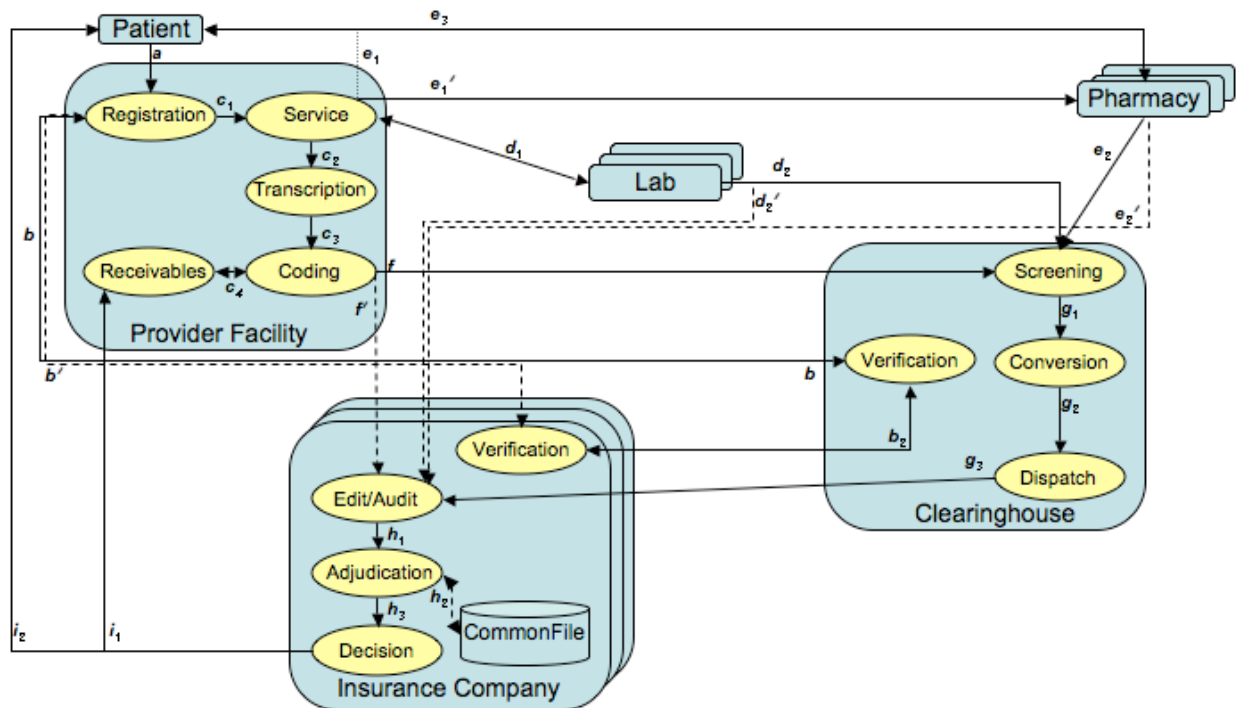 e3
Patient
a
e1
e1′
Pharmacy
Registration
c1
Service
d1
c2
Lab
d2
e2
Transcription
d2′
e2′
b
c3
Receivables
c4
Coding
f
Screening
f′
g1
Provider Facility
Verification
Conversion
b′
b
g2
Verification
b2
g3
Dispatch
Edit/Audit
Clearinghouse
h1
Adjudication
h2
h3
CommonFile
i2
i1
Decision
Insurance Company